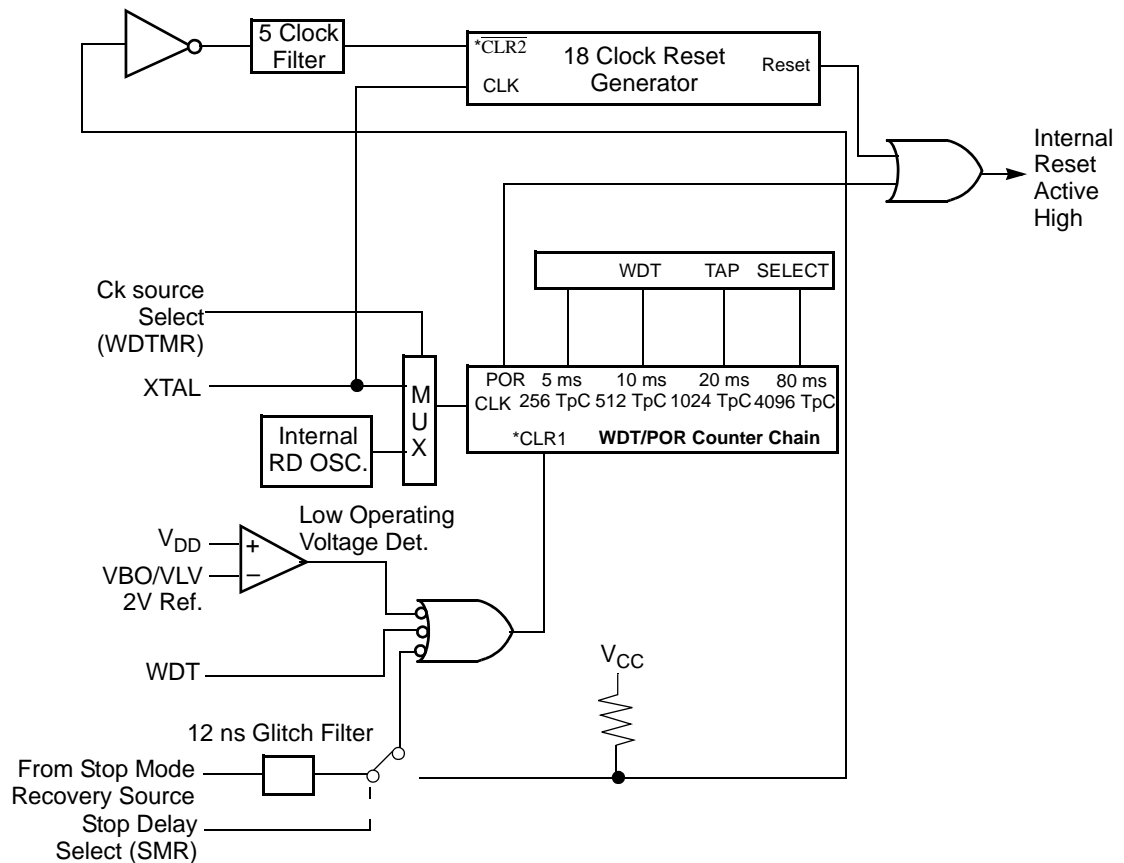 5 Clock
Filter
*CLR2
18 Clock Reset
Generator
Reset
CLK
Internal
Reset
Active
High
WDT TAP SELECT
Ck source
Select
(WDTMR)
XTAL
M
U
X
POR 5 ms 10 ms 20 ms 80 ms
CLK 256 TpC 512 TpC 1024 TpC 4096 TpC
*CLR1 WDT/POR Counter Chain
Internal
RD OSC.
Low Operating
Voltage Det.
VDD
+
VBO/VLV
−
2V Ref.
WDT
VCC
12 ns Glitch Filter
From Stop Mode
Recovery Source
Stop Delay
Select (SMR)